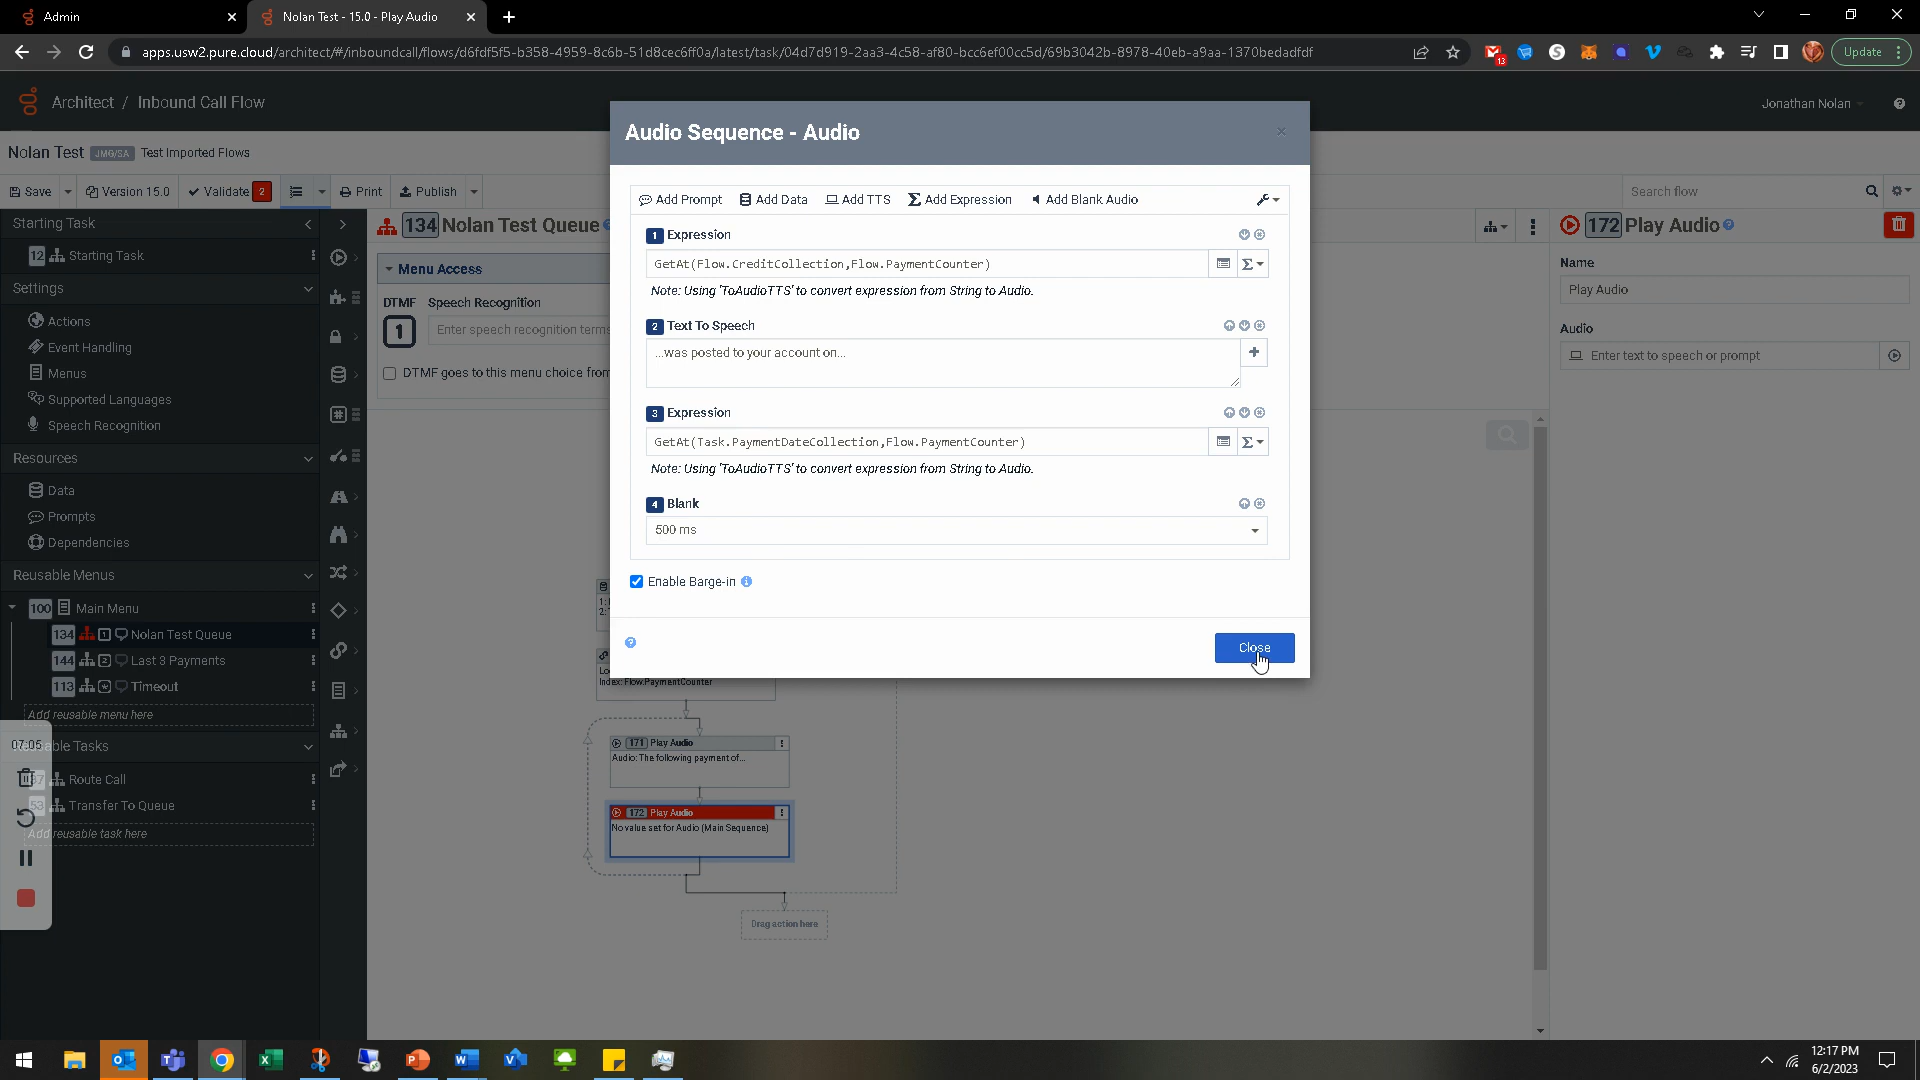 Admin
Nolan Test - 15.0 - Play Audio
apps.usw2.pure.cloud/architect/#/inboundcall/flows/d6fdf5f5-b358-4959-8c6b-51d8cec6ff0a/latest/task/04d7d919-2aa3-4c58-af80-bcc6ef00cc5d/69b3042b-8978-40eb-a9aa-1370bedadfdf
13
Update
Architect / Inbound Call Flow
Jonathan Nolan
Nolan Test JMG/SA Test Imported Flows
Save
Version 15.0
Validate 2
Print
Publish
Search flow
Audio Sequence - Audio
Add Prompt
Add Data
Add TTS
Add Expression
Add Blank Audio
1 Expression
GetAt(Flow.CreditCollection,Flow.PaymentCounter)
Note: Using 'ToAudioTTS' to convert expression from String to Audio.
2 Text To Speech
...was posted to your account on...
3 Expression
GetAt(Task.PaymentDateCollection,Flow.PaymentCounter)
Note: Using 'ToAudioTTS' to convert expression from String to Audio.
4 Blank
500 ms
Enable Barge-in
Close
Starting Task
12 Starting Task
Settings
Actions
Event Handling
Menus
Supported Languages
Speech Recognition
Resources
Data
Prompts
Dependencies
Reusable Menus
100 Main Menu
134 1 Nolan Test Queue
144 2 Last 3 Payments
113 Timeout
Add reusable menu here
07:05
able Tasks
Route Call
53 Transfer To Queue
Add reusable task here
134 Nolan Test Queue
Menu Access
DTMF Speech Recognition
1 Enter speech recognition terms
DTMF goes to this menu choice from
Index: Flow.PaymentCounter
171 Play Audio
Audio: The following payment of...
172 Play Audio
No value set for Audio (Main Sequence)
Drag action here
172 Play Audio
Name
Play Audio
Audio
Enter text to speech or prompt
12:17 PM
6/2/2023